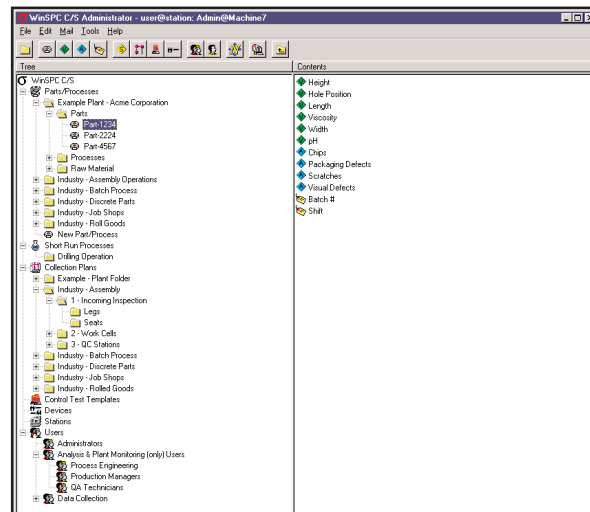 WinSPC C/S Administrator - user@station: Admin@Machine7
File Edit Mail Tools Help
Tree
Contents
WinSPC C/S
Parts/Processes
Example Plant - Acme Corporation
Parts
Part-1234
Part-2224
Part-4567
Processes
Raw Material
Industry - Assembly Operations
Industry - Batch Process
Industry - Discrete Parts
Industry - Job Shops
Industry - Roll Goods
New Part/Process
Short Run Processes
Drilling Operation
Collection Plans
Example - Plant Folder
Industry - Assembly
1 - Incoming Inspection
Legs
Seats
2 - Work Cells
3 - QC Stations
Industry - Batch Process
Industry - Discrete Parts
Industry - Job Shops
Industry - Rolled Goods
Control Test Templates
Devices
Stations
Users
Administrators
Analysis & Plant Monitoring (only) Users
Process Engineering
Production Managers
QA Technicians
Data Collection
Height
Hole Position
Length
Viscosity
Width
pH
Chips
Packaging Defects
Scratches
Visual Defects
Batch #
Shift